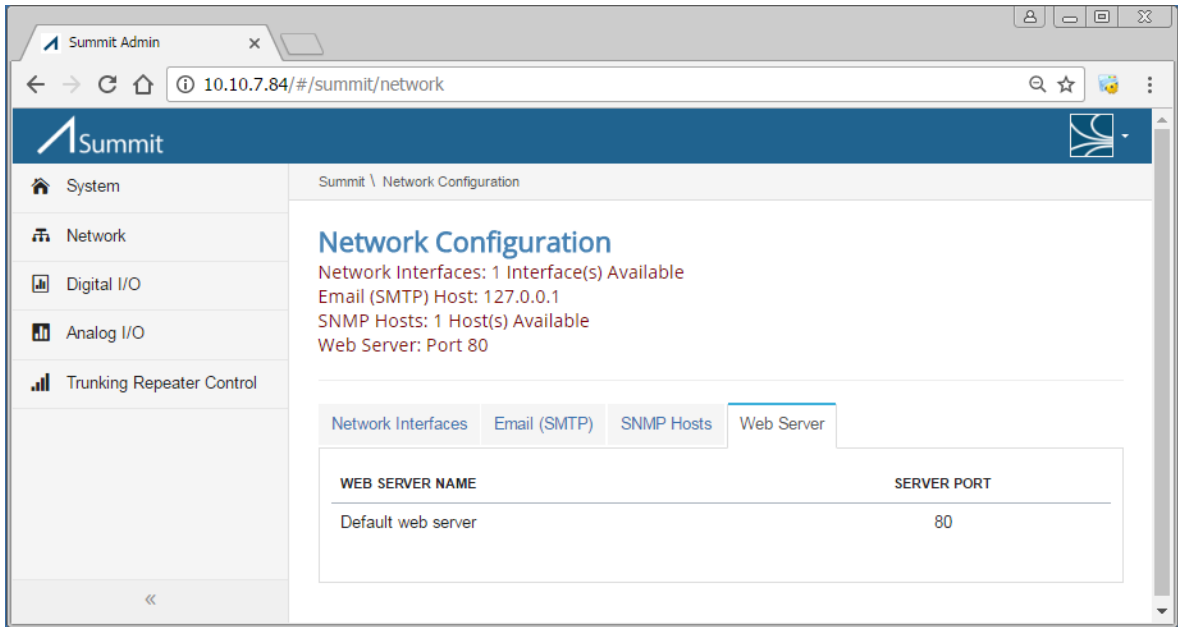 Summit Admin
10.10.7.84/#/summit/network
Summit
System
Network
Digital I/O
Analog I/O
Trunking Repeater Control
«
Summit \ Network Configuration
Network Configuration
Network Interfaces: 1 Interface(s) Available
Email (SMTP) Host: 127.0.0.1
SNMP Hosts: 1 Host(s) Available
Web Server: Port 80
Network Interfaces Email (SMTP) SNMP Hosts Web Server
WEB SERVER NAME SERVER PORT
Default web server 80